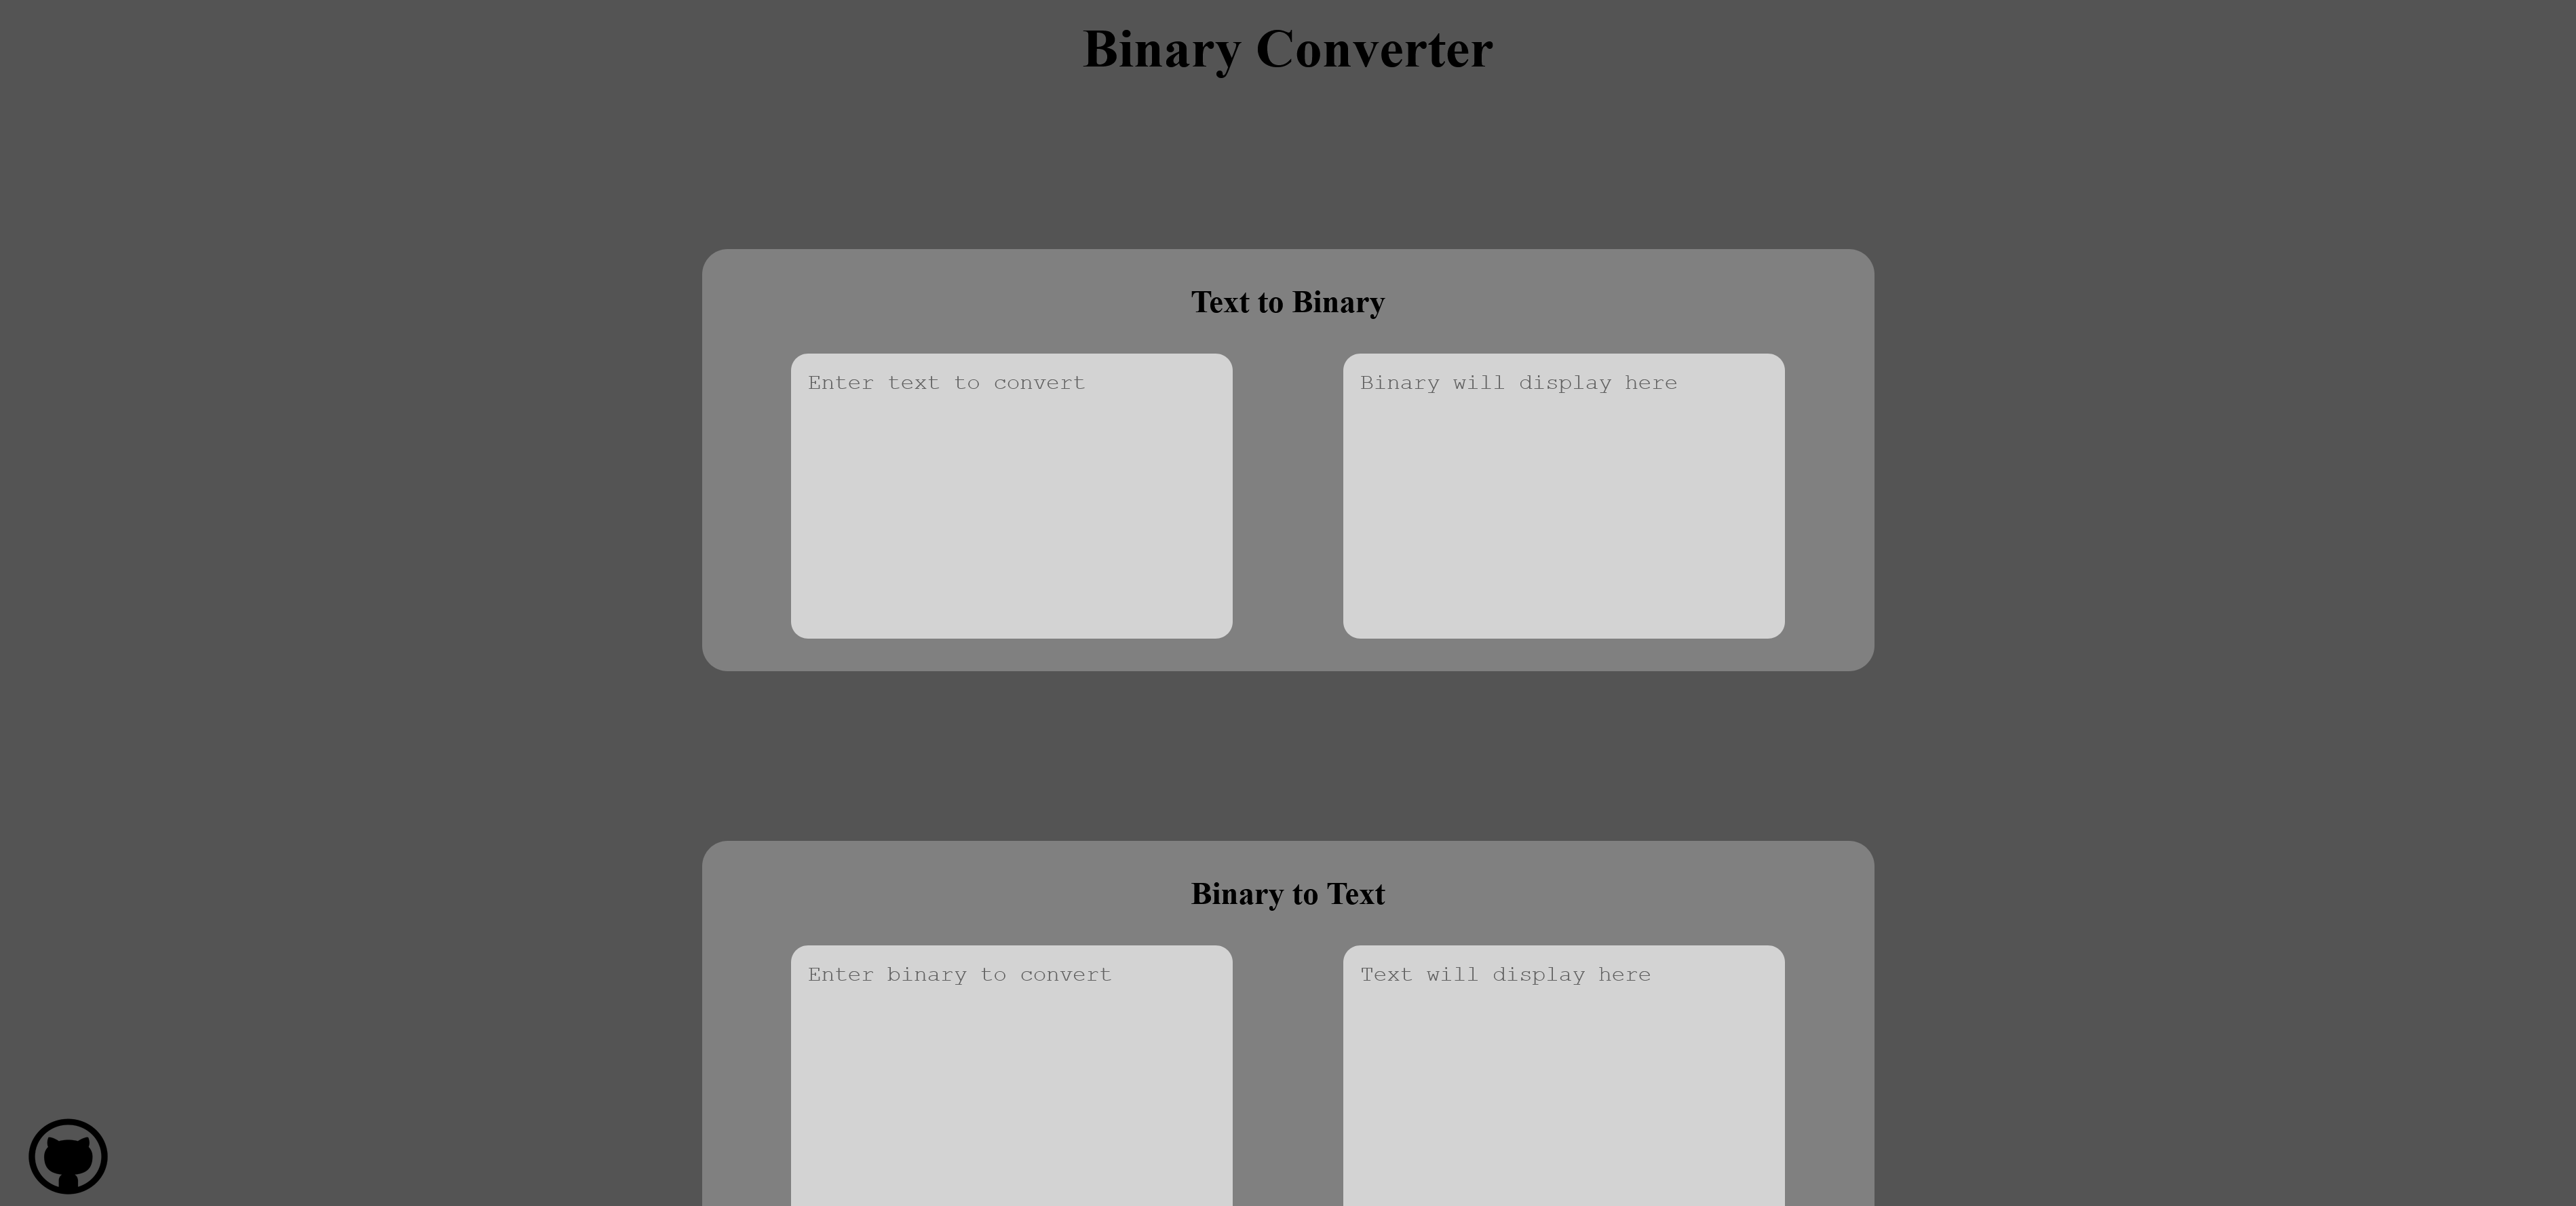 Binary Converter
Text to Binary
Enter text to convert
Binary will display here
Binary to Text
Enter binary to convert
Text will display here